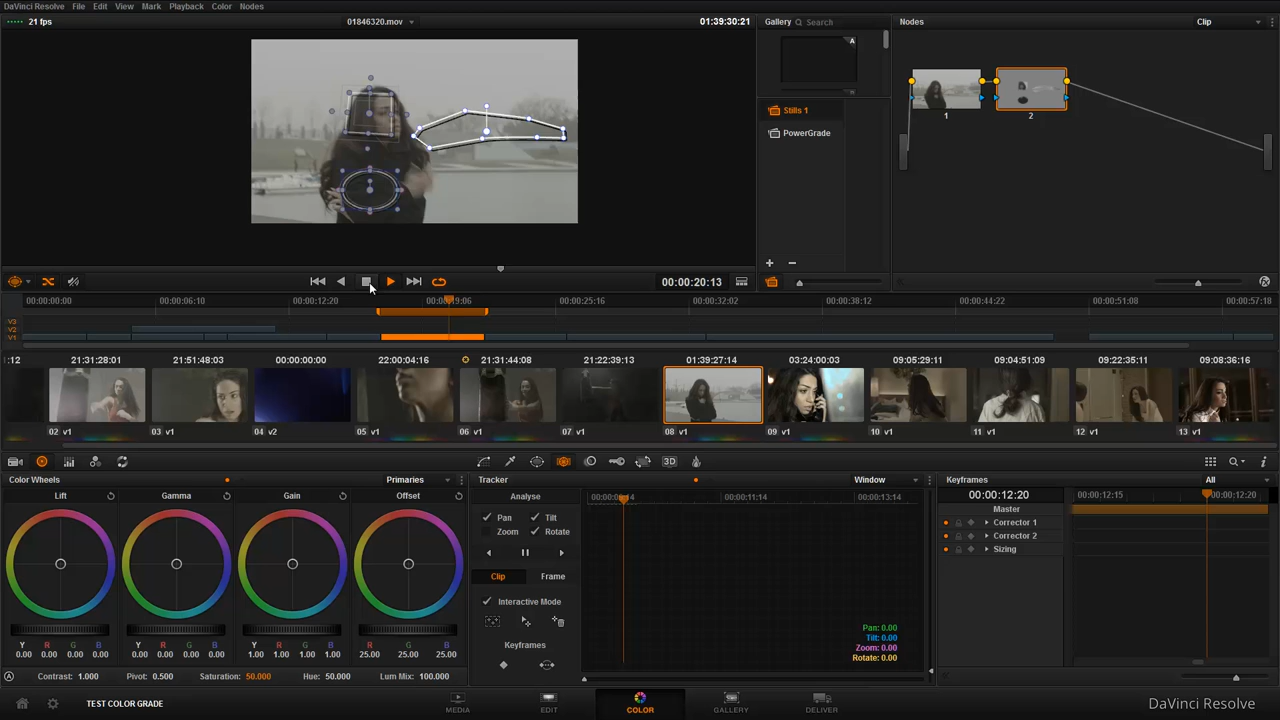 DaVinci Resolve File Edit View Mark Playback Color Nodes
21 fps 01846320.mov 01:39:30:21 Gallery Search Nodes Clip
A
Stills 1
PowerGrade
1 2
00:00:20:13
00:00:00:00 00:00:06:10 00:00:12:20 00:00:25:16 00:00:32:02 00:00:38:12 00:00:44:22 00:00:51:08 00:00:57:18
V3
V2
V1
:12 21:31:28:01 21:51:48:03 00:00:00:00 22:00:04:16 21:31:44:08 21:22:39:13 01:39:27:14 03:24:00:03 09:05:29:11 09:04:51:09 09:22:35:11 09:08:36:16
02 v1 03 v1 04 v2 05 v1 06 v1 07 v1 08 v1 09 v1 10 v1 11 v1 12 v1 13 v1
3D
Color Wheels Primaries Tracker Window Keyframes All
Lift Gamma Gain Offset
Analyse
Pan Tilt
Zoom Rotate
Clip Frame
Interactive Mode
Keyframes
00:00:11:14 00:00:13:14
Pan: 0.00
Tilt: 0.00
Zoom: 0.00
Rotate: 0.00
00:00:12:20 00:00:12:15 00:00:12:20
Master
Corrector 1
Corrector 2
Sizing
Y R G B Y R G B Y R G B R G B
0.00 0.00 0.00 0.00 0.00 0.00 0.00 0.00 1.00 1.00 1.00 1.00 25.00 25.00 25.00
A Contrast: 1.000 Pivot: 0.500 Saturation: 50.000 Hue: 50.000 Lum Mix: 100.000
TEST COLOR GRADE MEDIA EDIT COLOR GALLERY DELIVER DaVinci Resolve